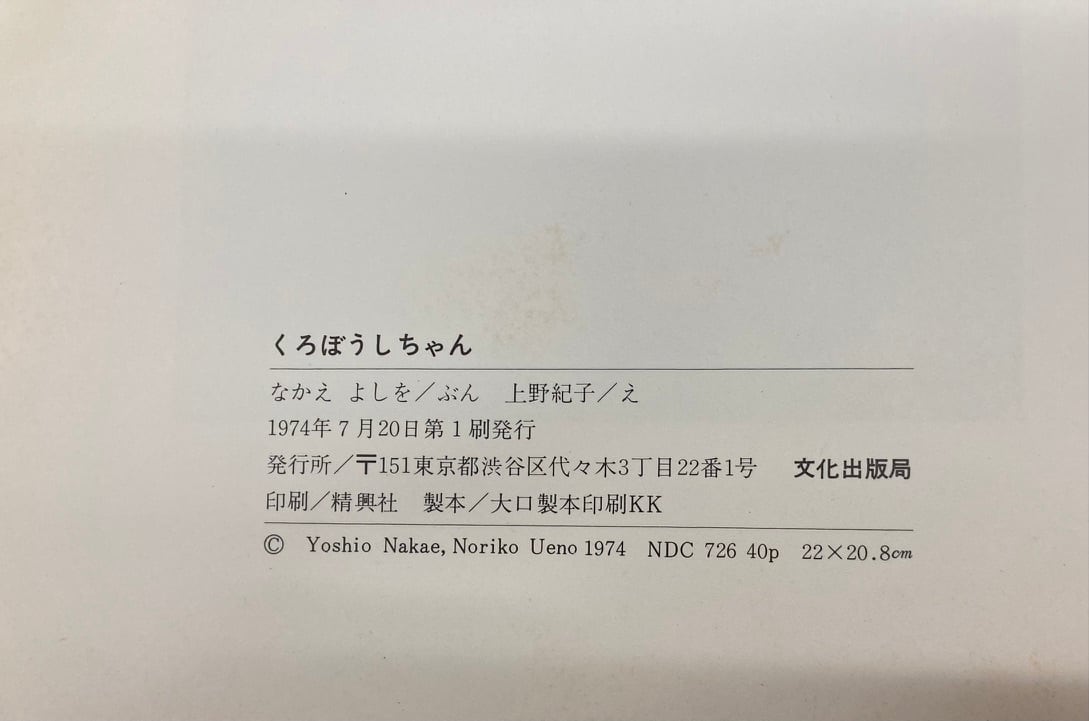 くろぼうしちゃん
なかえ よしを／ぶん　上野紀子／え
1974年7月20日第1刷発行
発行所／〒151東京都渋谷区代々木3丁目22番1号　文化出版局
印刷／精興社　製本／大口製本印刷KK
©　Yoshio Nakae, Noriko Ueno 1974　NDC 726 40p　22×20.8cm